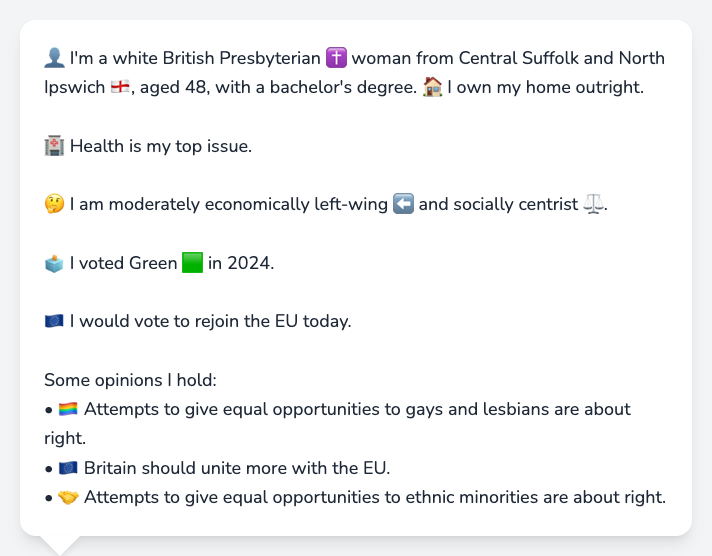 👤 I'm a white British Presbyterian ✝️ woman from Central Suffolk and North
Ipswich 🏴󠁧󠁢󠁥󠁮󠁧󠁿, aged 48, with a bachelor's degree. 🏠 I own my home outright.
🏥 Health is my top issue.
🤔 I am moderately economically left-wing ⬅️ and socially centrist ⚖️.
🗳️ I voted Green 🟩 in 2024.
🇪🇺 I would vote to rejoin the EU today.
Some opinions I hold:
• 🏳️‍🌈 Attempts to give equal opportunities to gays and lesbians are about
right.
• 🇪🇺 Britain should unite more with the EU.
• 🤝 Attempts to give equal opportunities to ethnic minorities are about right.